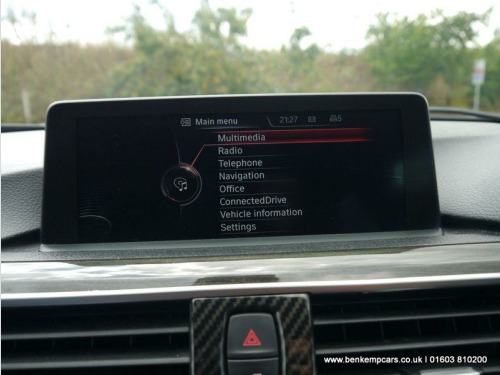 Main menu 21:27
Multimedia
Radio
Telephone
Navigation
Office
ConnectedDrive
Vehicle information
Settings
www.benkempcars.co.uk | 01603 810200